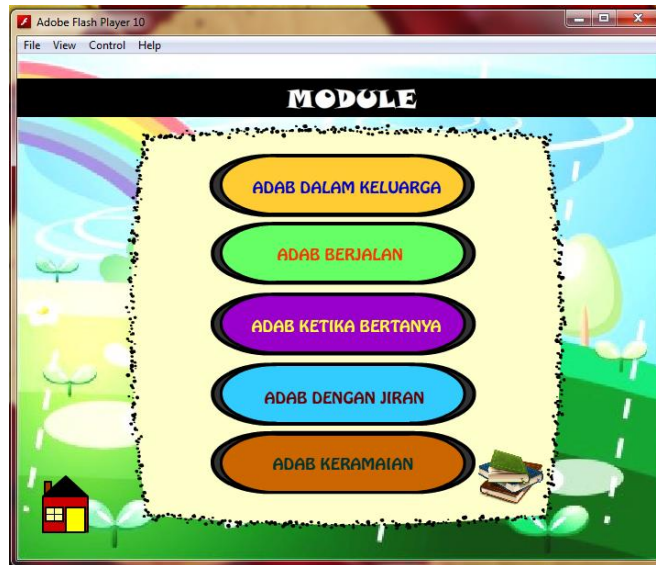 Adobe Flash Player 10
File View Control Help
MODULE
ADAB DALAM KELUARGA
ADAB BERJALAN
ADAB KETIKA BERTANYA
ADAB DENGAN JIRAN
ADAB KERAMAIAN